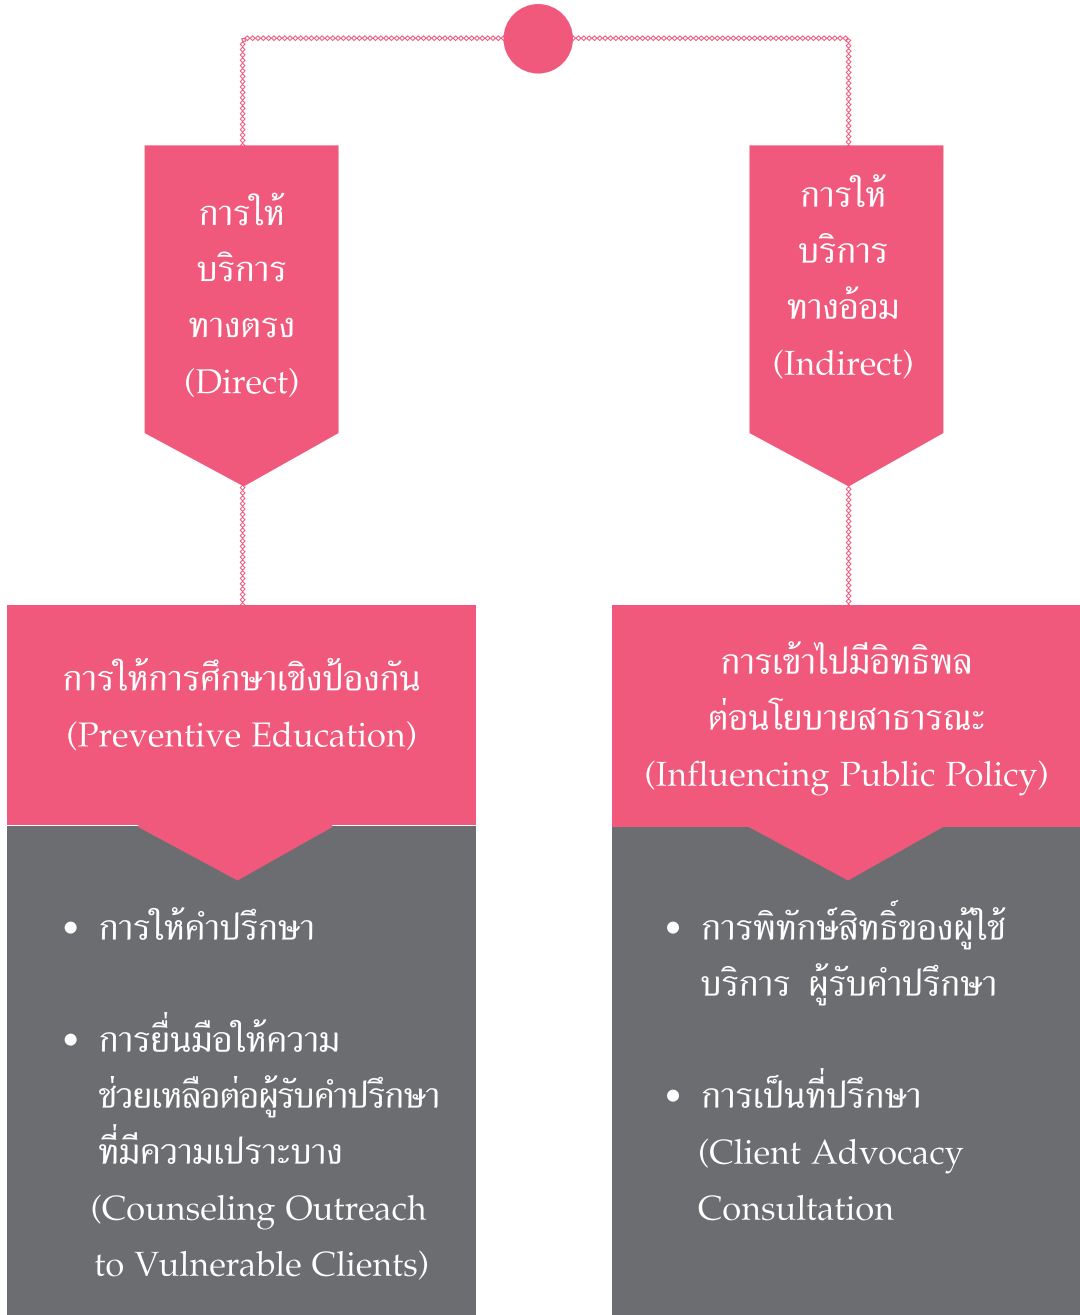 การให้
บริการ
ทางตรง
(Direct)
การให้
บริการ
ทางอ้อม
(Indirect)
การให้การศึกษาเชิงป้องกัน
(Preventive Education)
การเข้าไปมีอิทธิพล
ต่อนโยบายสาธารณะ
(Influencing Public Policy)
• การให้คำปรึกษา
• การยื่นมือให้ความ
ช่วยเหลือต่อผู้รับคำปรึกษา
ที่มีความเปราะบาง
(Counseling Outreach
to Vulnerable Clients)
• การพิทักษ์สิทธิ์ของผู้ใช้
บริการ ผู้รับคำปรึกษา
• การเป็นที่ปรึกษา
(Client Advocacy
Consultation